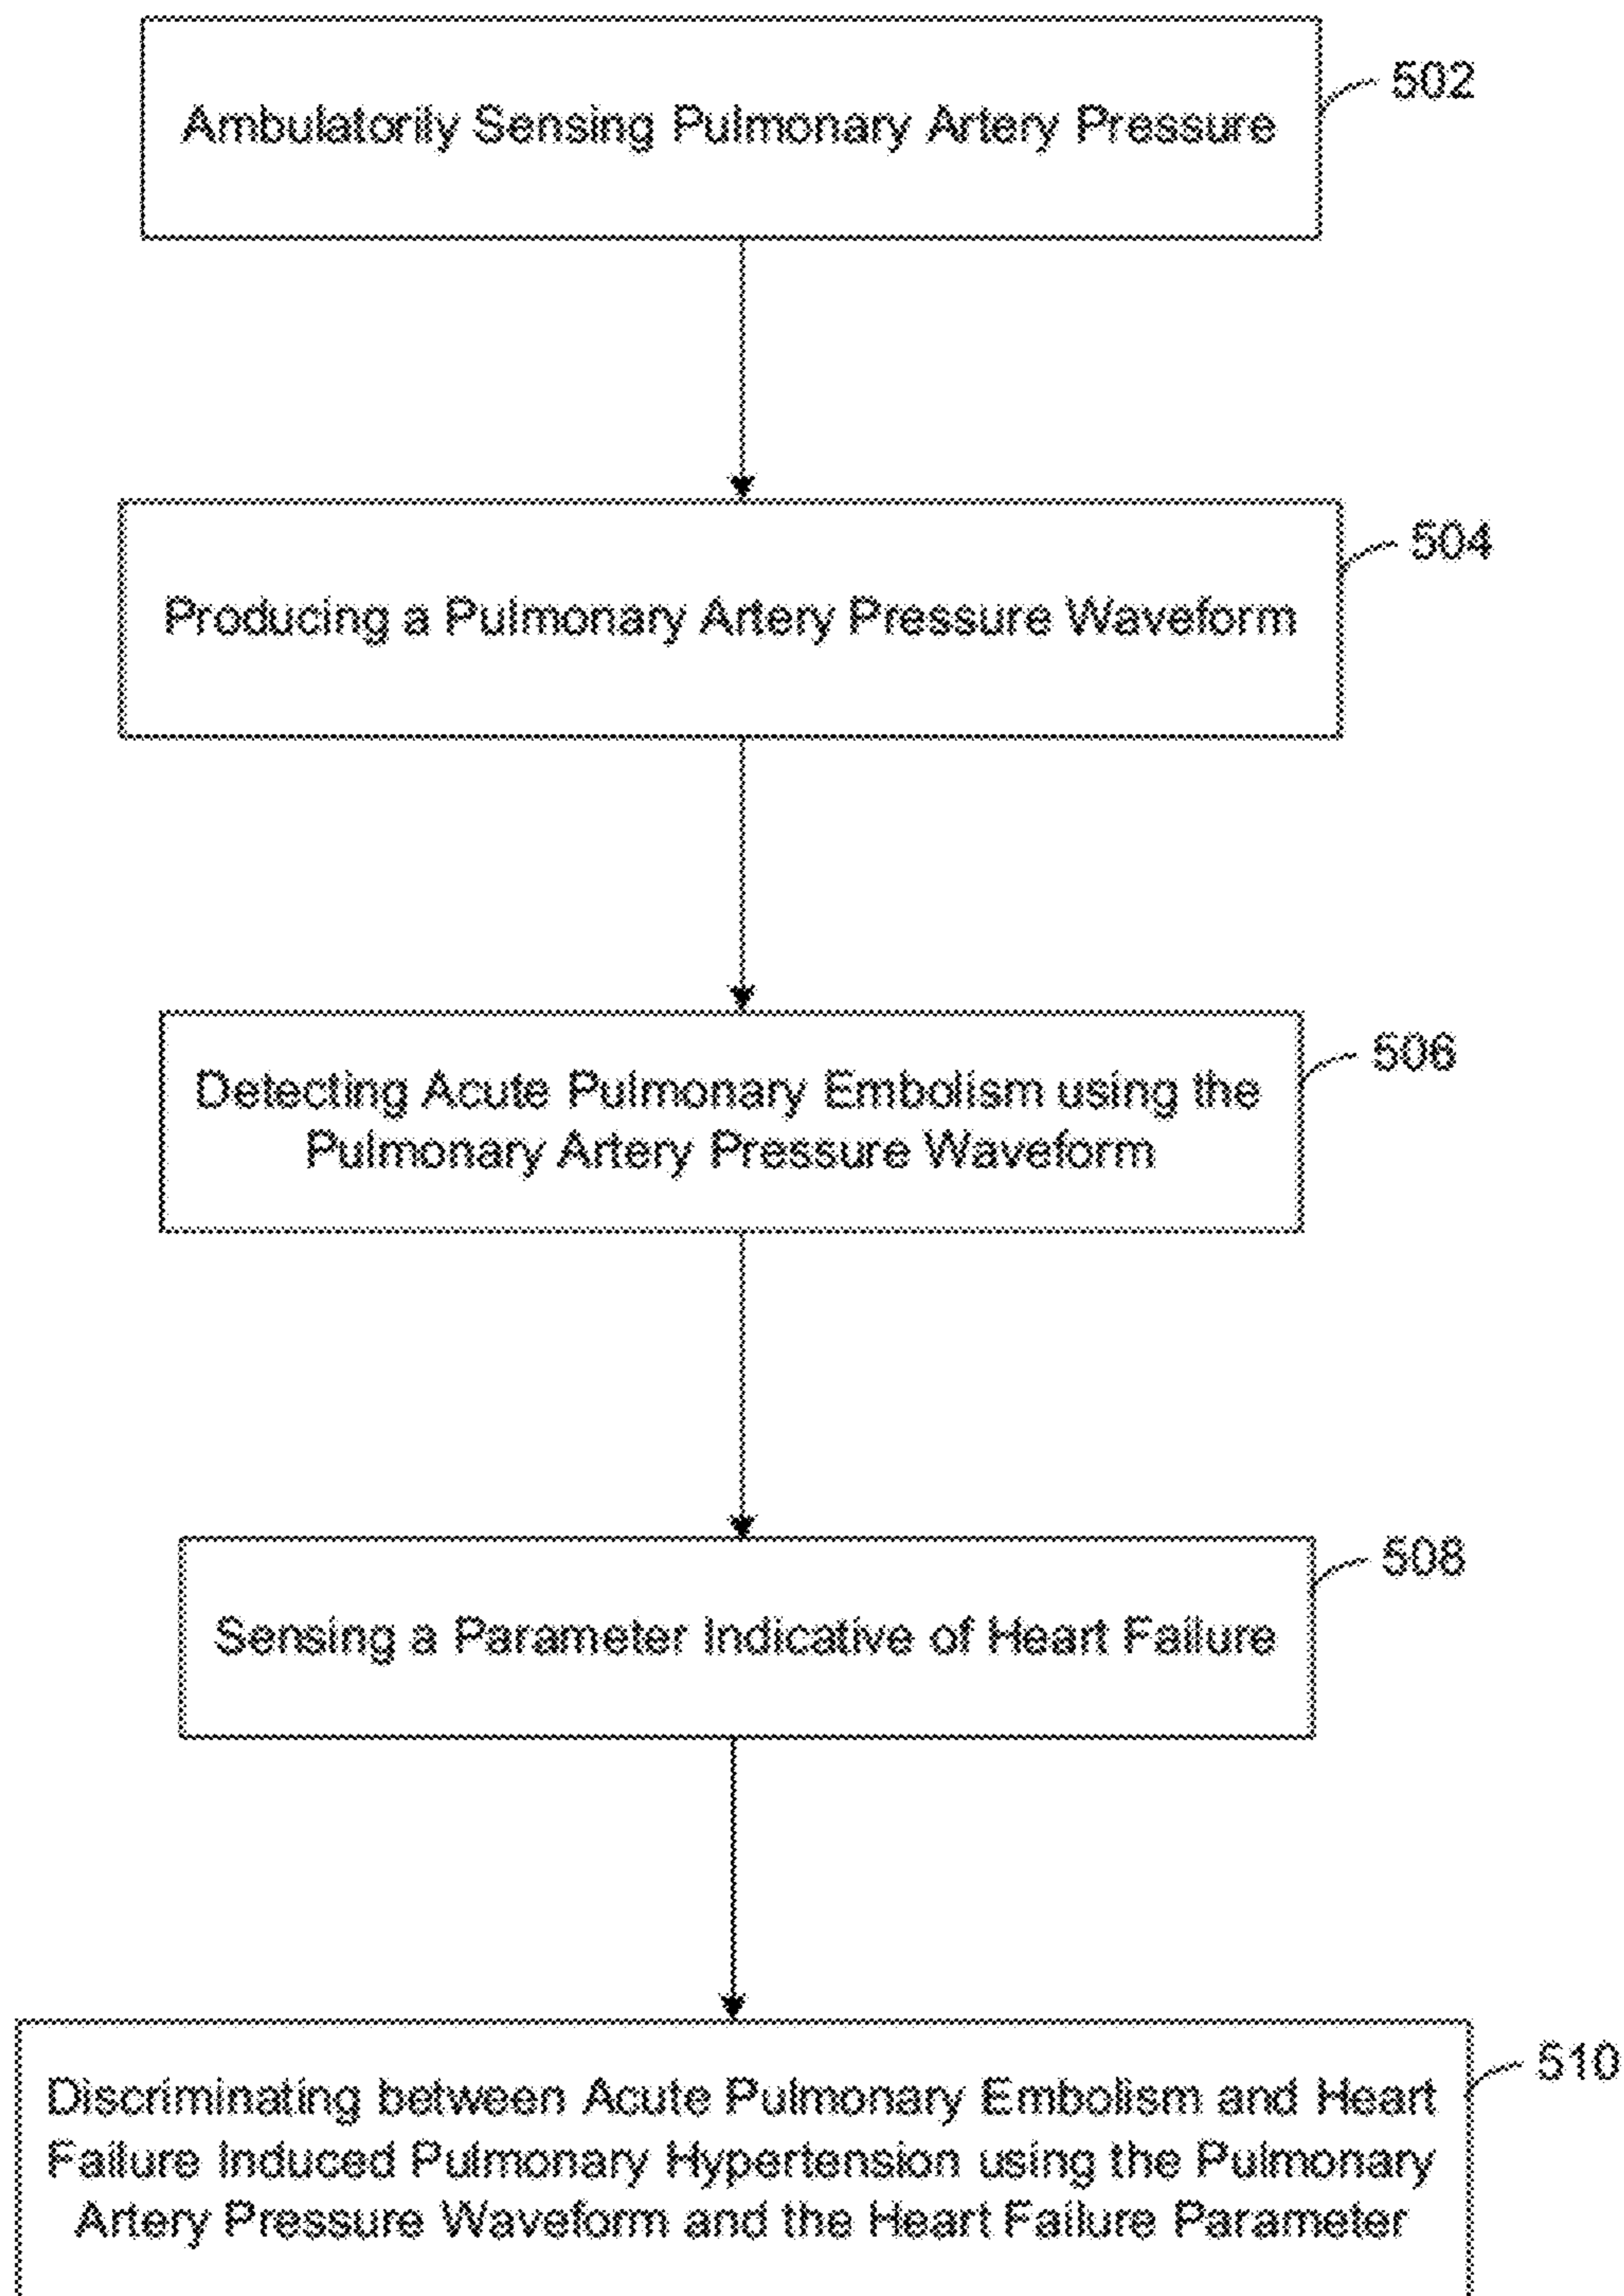 Ambulatorily Sensing Pulmonary Artery Pressure
502
Producing a Pulmonary Artery Pressure Waveform
504
Detecting Acute Pulmonary Embolism using the
Pulmonary Artery Pressure Waveform
506
Sensing a Parameter Indicative of Heart Failure
508
Discriminating between Acute Pulmonary Embolism and Heart
Failure Induced Pulmonary Hypertension using the Pulmonary
Artery Pressure Waveform and the Heart Failure Parameter
510